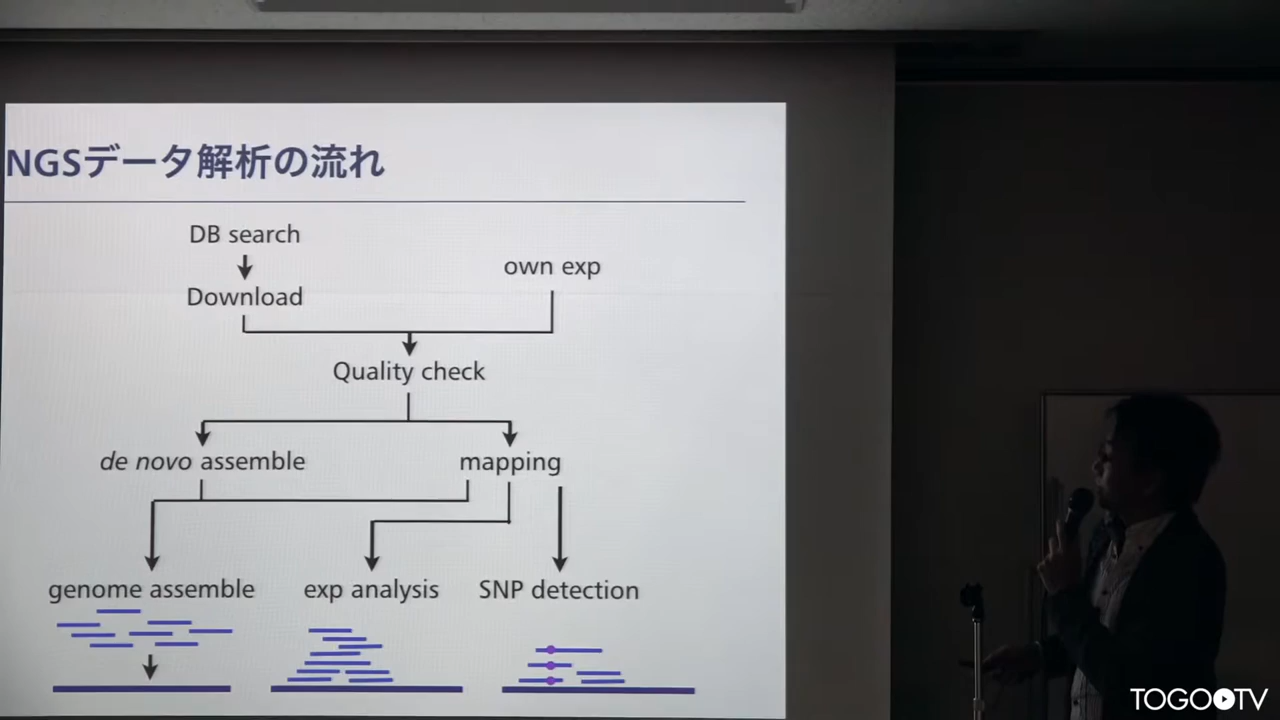 NGSデータ解析の流れ
DB search
own exp
Download
Quality check
de novo assemble
mapping
genome assemble
exp analysis
SNP detection
TOGOTV